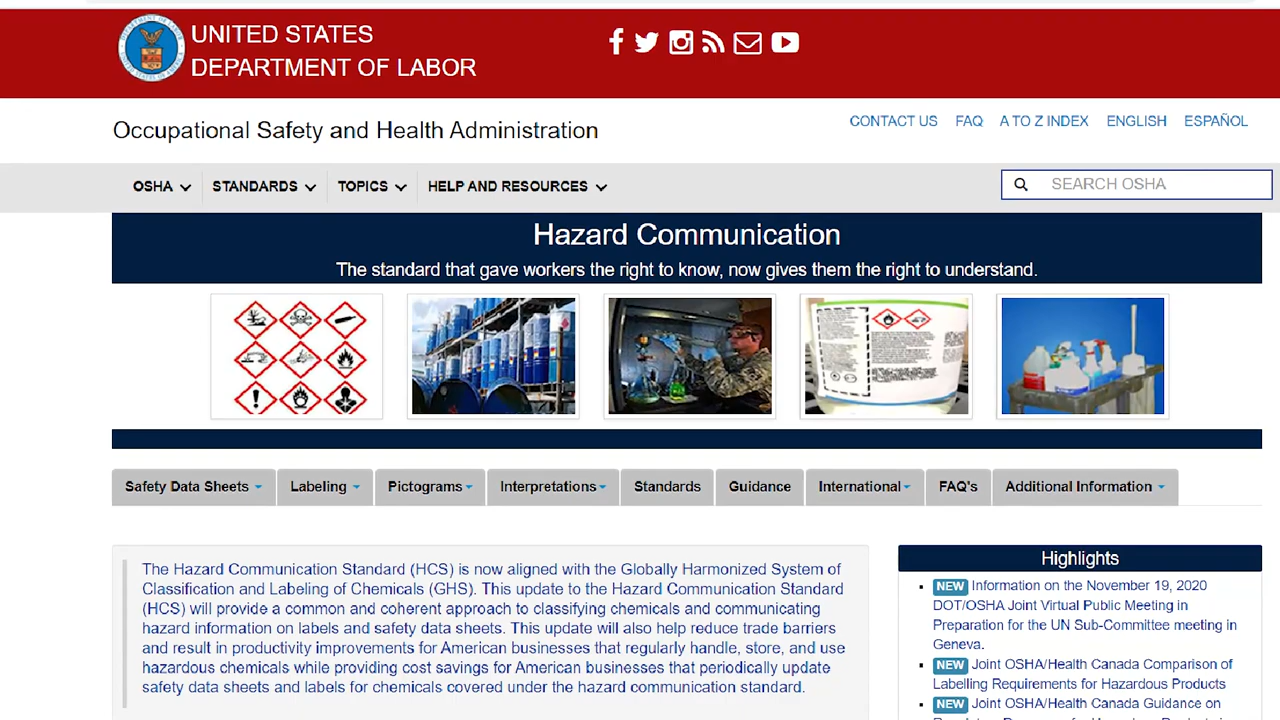 UNITED STATES
DEPARTMENT OF LABOR
Occupational Safety and Health Administration
CONTACT US FAQ A TO Z INDEX ENGLISH ESPAÑOL
OSHA STANDARDS TOPICS HELP AND RESOURCES
SEARCH OSHA
Hazard Communication
The standard that gave workers the right to know, now gives them the right to understand.
Safety Data Sheets Labeling Pictograms Interpretations Standards Guidance International FAQ's Additional Information
The Hazard Communication Standard (HCS) is now aligned with the Globally Harmonized System of
Classification and Labeling of Chemicals (GHS). This update to the Hazard Communication Standard
(HCS) will provide a common and coherent approach to classifying chemicals and communicating
hazard information on labels and safety data sheets. This update will also help reduce trade barriers
and result in productivity improvements for American businesses that regularly handle, store, and use
hazardous chemicals while providing cost savings for American businesses that periodically update
safety data sheets and labels for chemicals covered under the hazard communication standard.
Highlights
NEW Information on the November 19, 2020
DOT/OSHA Joint Virtual Public Meeting in
Preparation for the UN Sub-Committee meeting in
Geneva.
NEW Joint OSHA/Health Canada Comparison of
Labelling Requirements for Hazardous Products
NEW Joint OSHA/Health Canada Guidance on